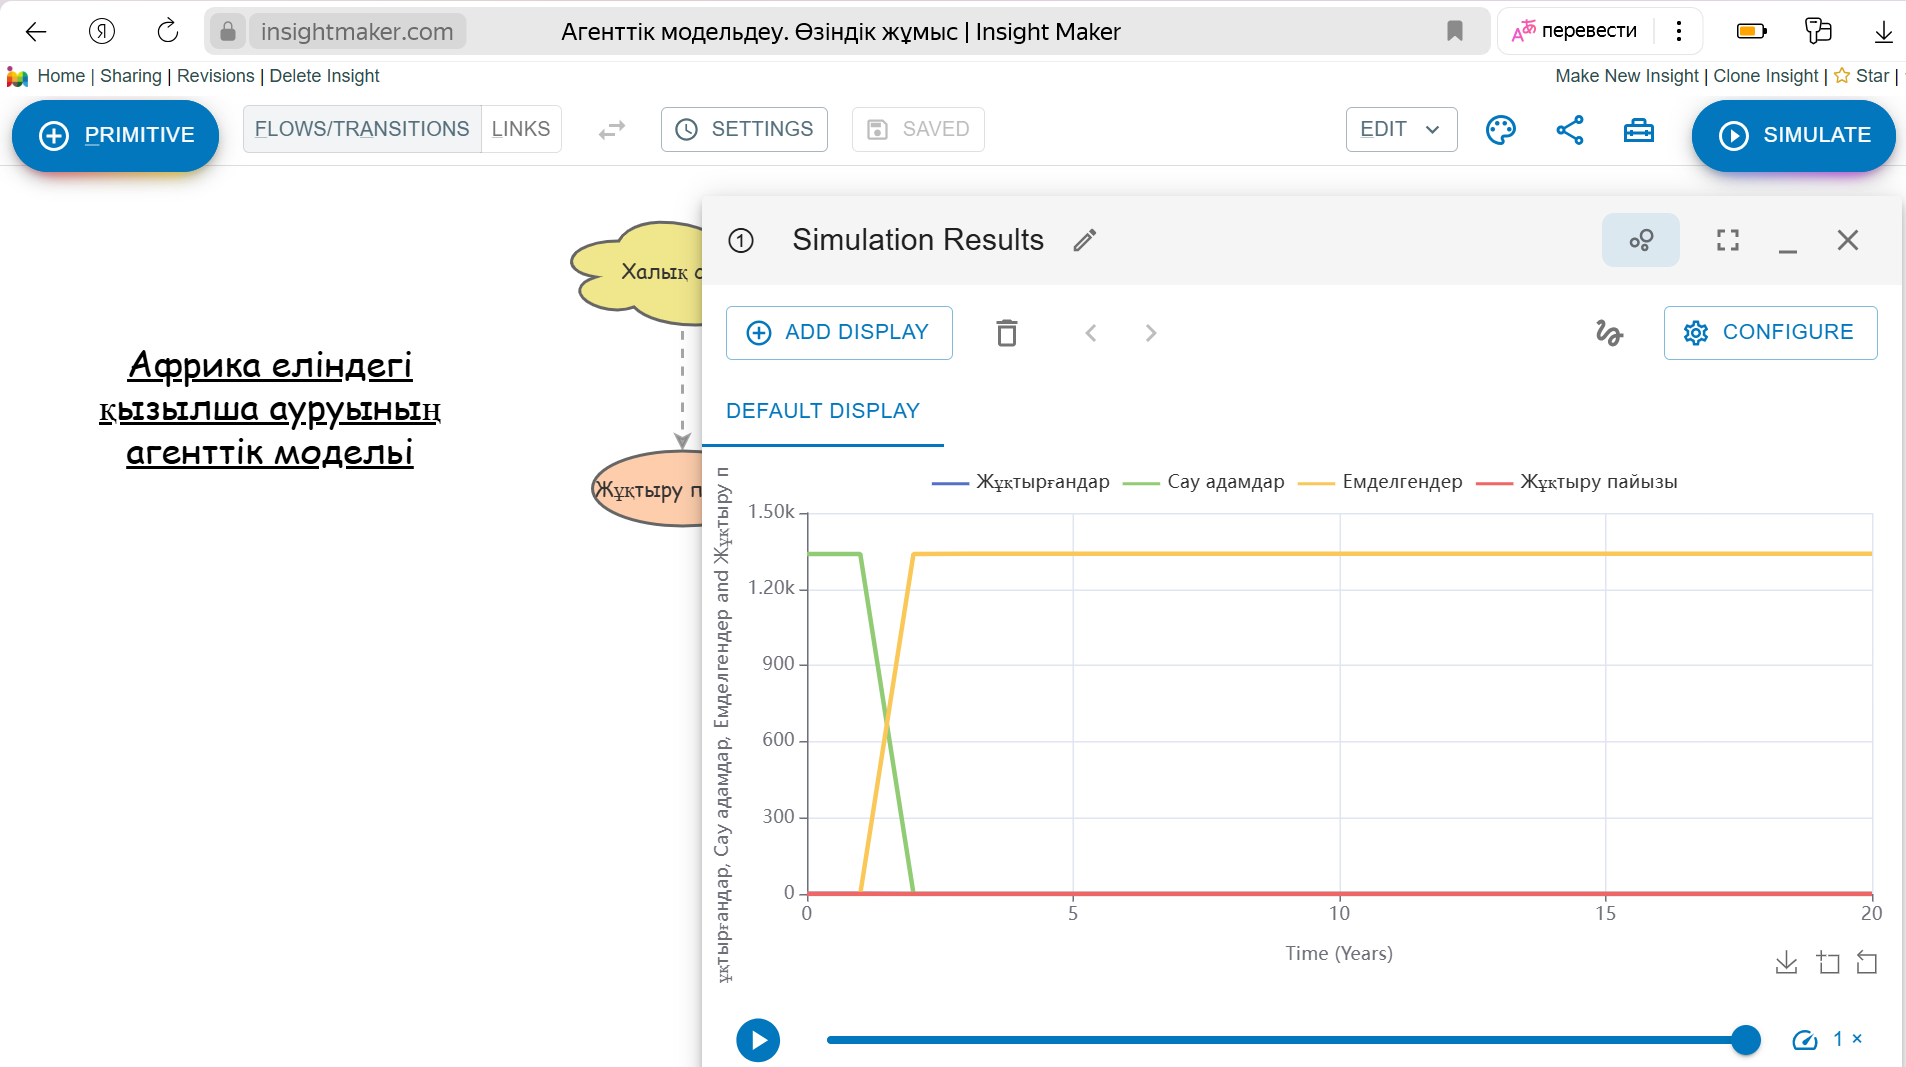 insightmaker.com
Агенттік модельдеу. Өзіндік жұмыс | Insight Maker
перевести
Home | Sharing | Revisions | Delete Insight
Make New Insight | Clone Insight | Star |
PRIMITIVE
FLOWS/TRANSITIONS
LINKS
SETTINGS
SAVED
EDIT
SIMULATE
Халық
Африка еліндегі
қызылша ауруының
агенттік модельі
Жұқтыру п
1
Simulation Results
ADD DISPLAY
CONFIGURE
DEFAULT DISPLAY
Жұқтырғандар
Сау адамдар
Емделгендер
Жұқтыру пайызы
ұқтырғандар, Сау адамдар, Емделгендер and Жұқтыру п
1.50k
1.20k
900
600
300
0
0
5
10
15
20
Time (Years)
1 ×